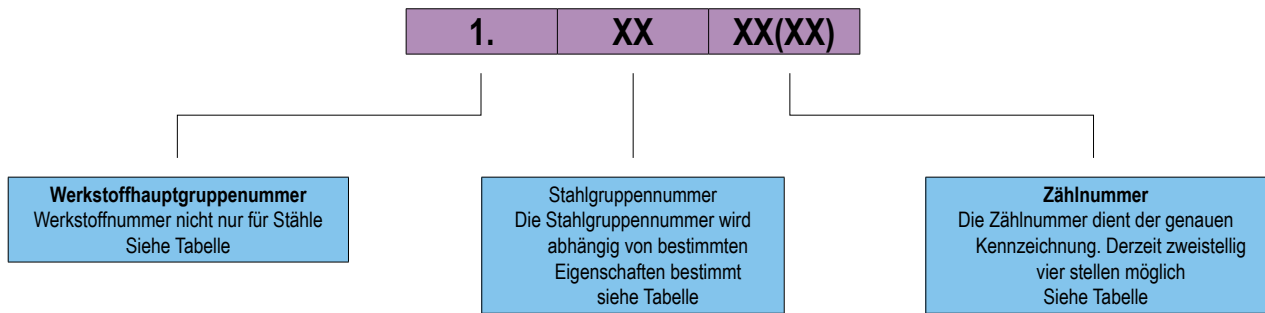 1. XX XX(XX)
Werkstoffhauptgruppenummer
Werkstoffnummer nicht nur für Stähle
Siehe Tabelle
Stahlgruppennummer
Die Stahlgruppennummer wird
abhängig von bestimmten
Eigenschaften bestimmt
siehe Tabelle
Zählnummer
Die Zählnummer dient der genauen
Kennzeichnung. Derzeit zweistellig
vier stellen möglich
Siehe Tabelle